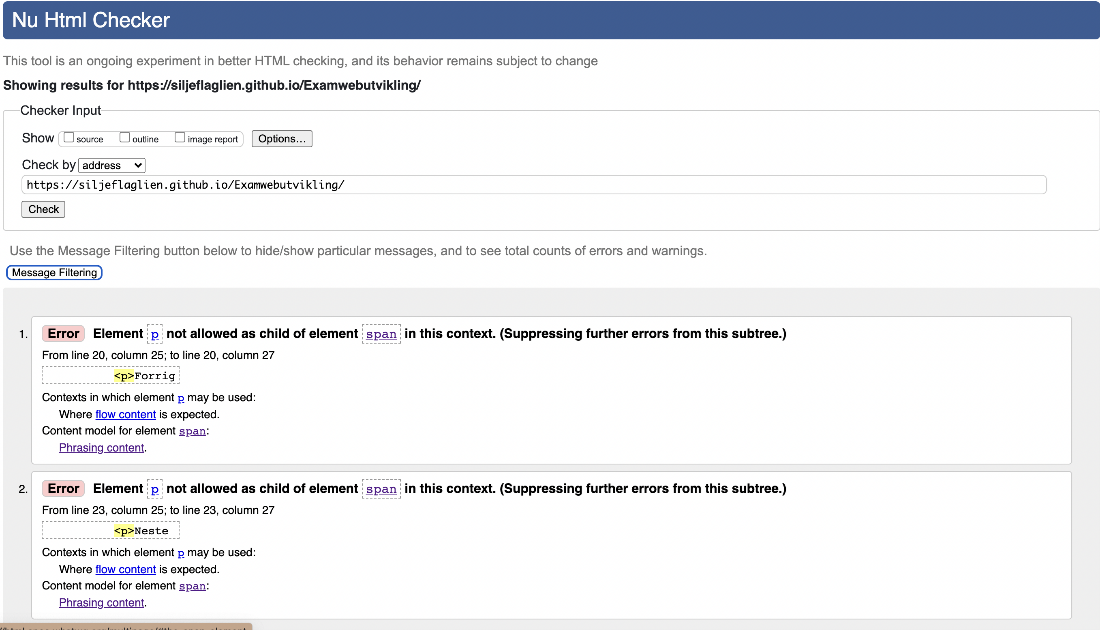 Nu Html Checker
This tool is an ongoing experiment in better HTML checking, and its behavior remains subject to change
Showing results for https://siljeflaglien.github.io/Examwebutvikling/
Checker Input
Show source outline image report Options...
Check by address
https://siljeflaglien.github.io/Examwebutvikling/
Check
Use the Message Filtering button below to hide/show particular messages, and to see total counts of errors and warnings.
Message Filtering
1. Error Element p not allowed as child of element span in this context. (Suppressing further errors from this subtree.)
From line 20, column 25; to line 20, column 27
<p>Forrig
Contexts in which element p may be used:
Where flow content is expected.
Content model for element span:
Phrasing content.
2. Error Element p not allowed as child of element span in this context. (Suppressing further errors from this subtree.)
From line 23, column 25; to line 23, column 27
<p>Neste
Contexts in which element p may be used:
Where flow content is expected.
Content model for element span:
Phrasing content.